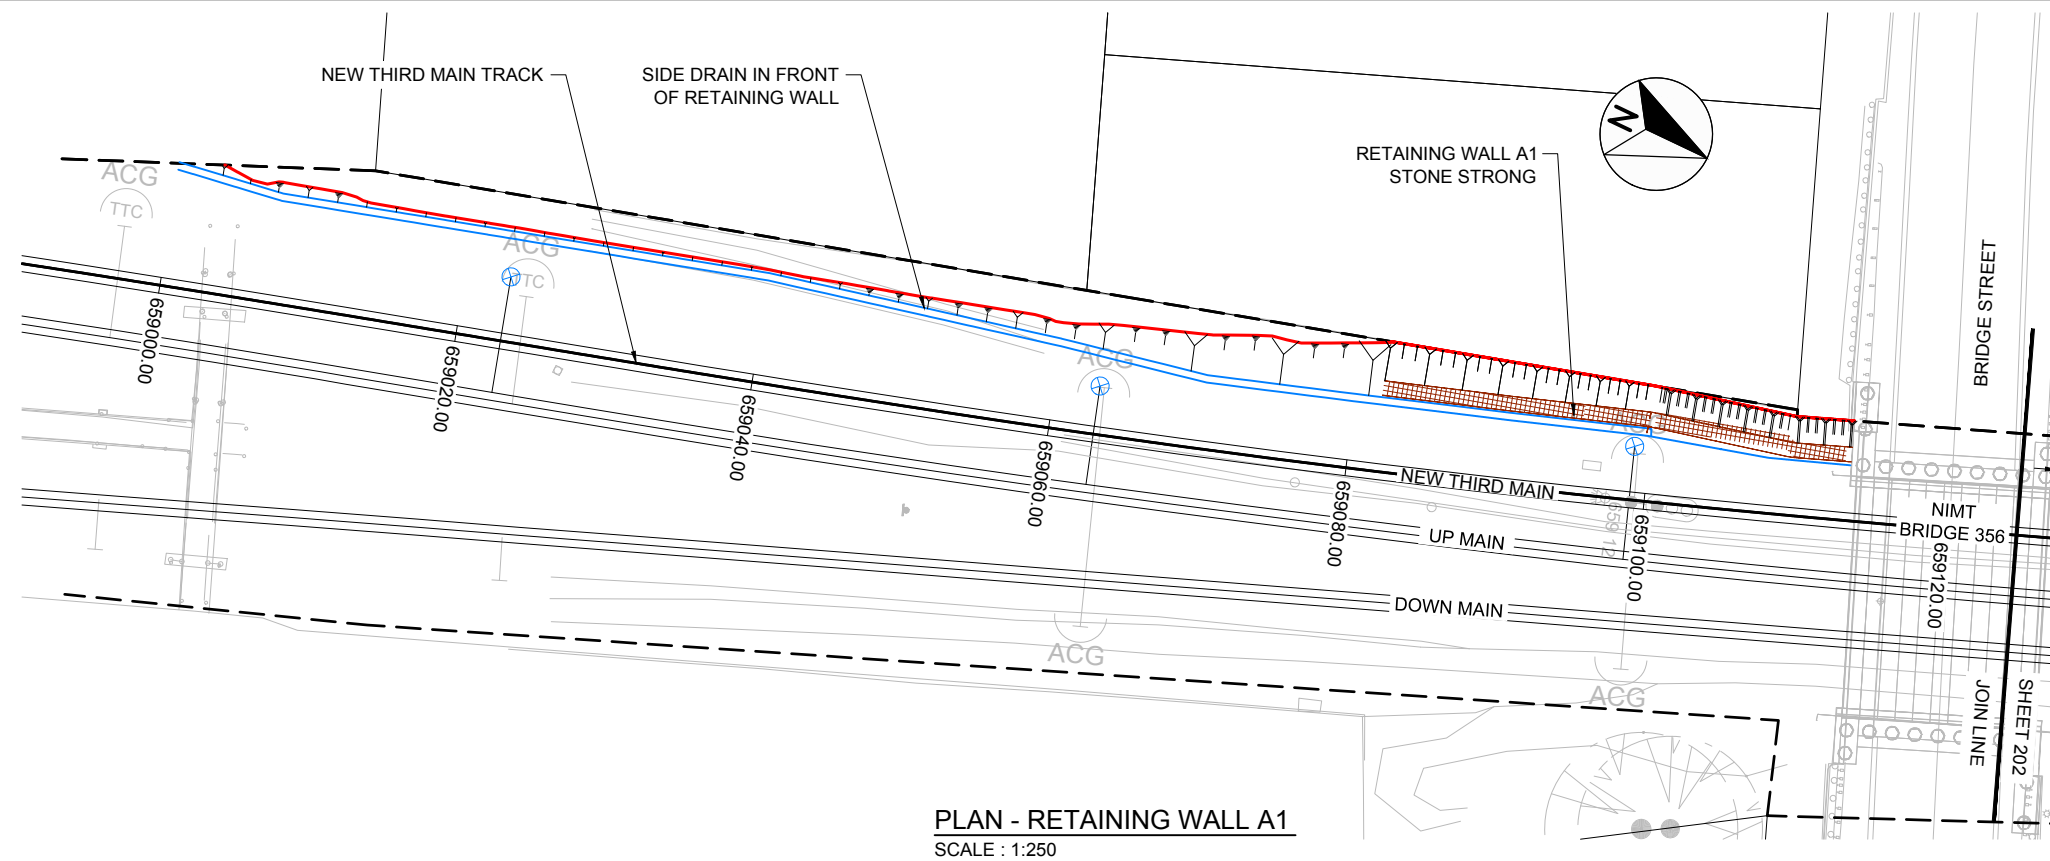 NEW THIRD MAIN TRACK
SIDE DRAIN IN FRONT
OF RETAINING WALL
RETAINING WALL A1
STONE STRONG
N
ACG
TTC
ACG
TC
ACG
ACG
BRIDGE STREET
659000.00
659020.00
659040.00
659060.00
659080.00
659100.00
659120.00
NEW THIRD MAIN
UP MAIN
DOWN MAIN
NIMT
BRIDGE 356
ACG
ACG
JOIN LINE
SHEET 202
PLAN - RETAINING WALL A1
SCALE : 1:250